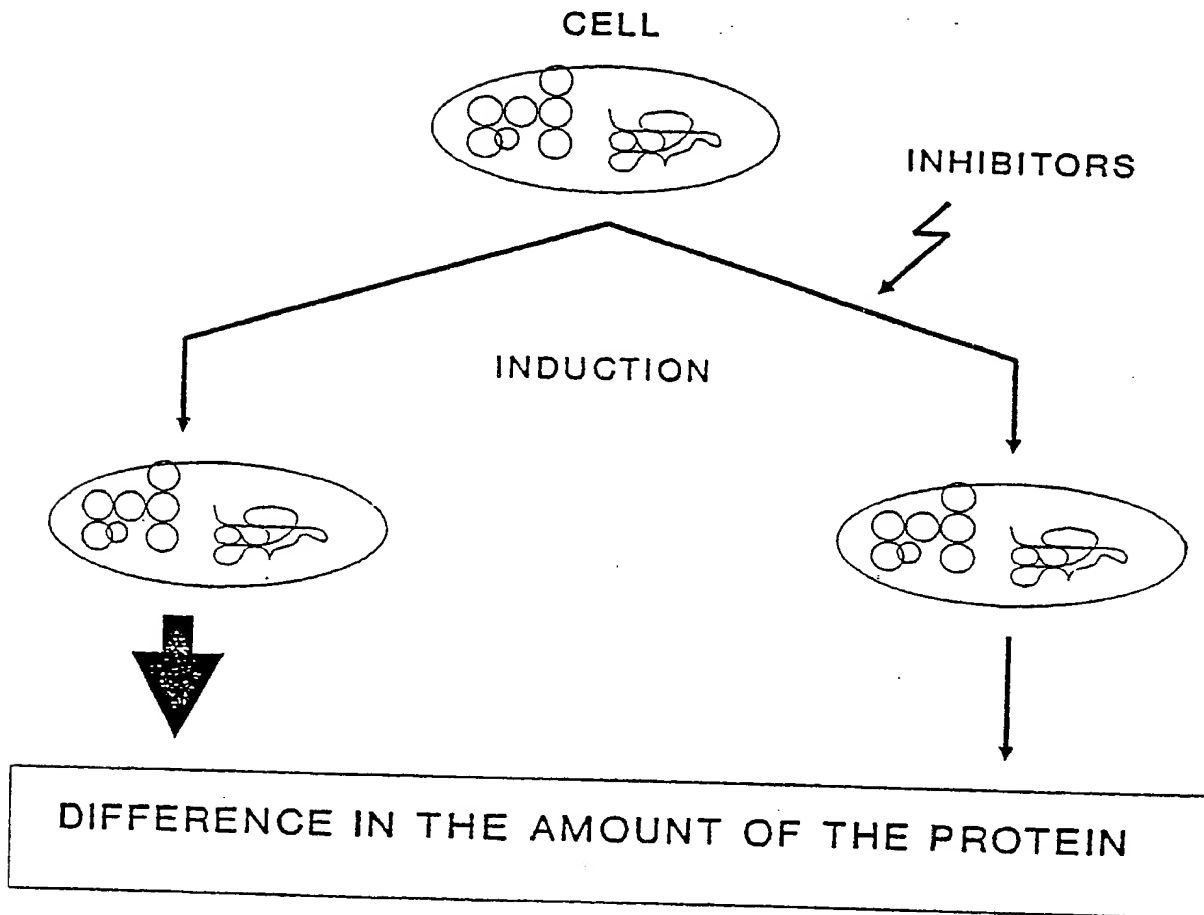 CELL
INHIBITORS
INDUCTION
DIFFERENCE IN THE AMOUNT OF THE PROTEIN